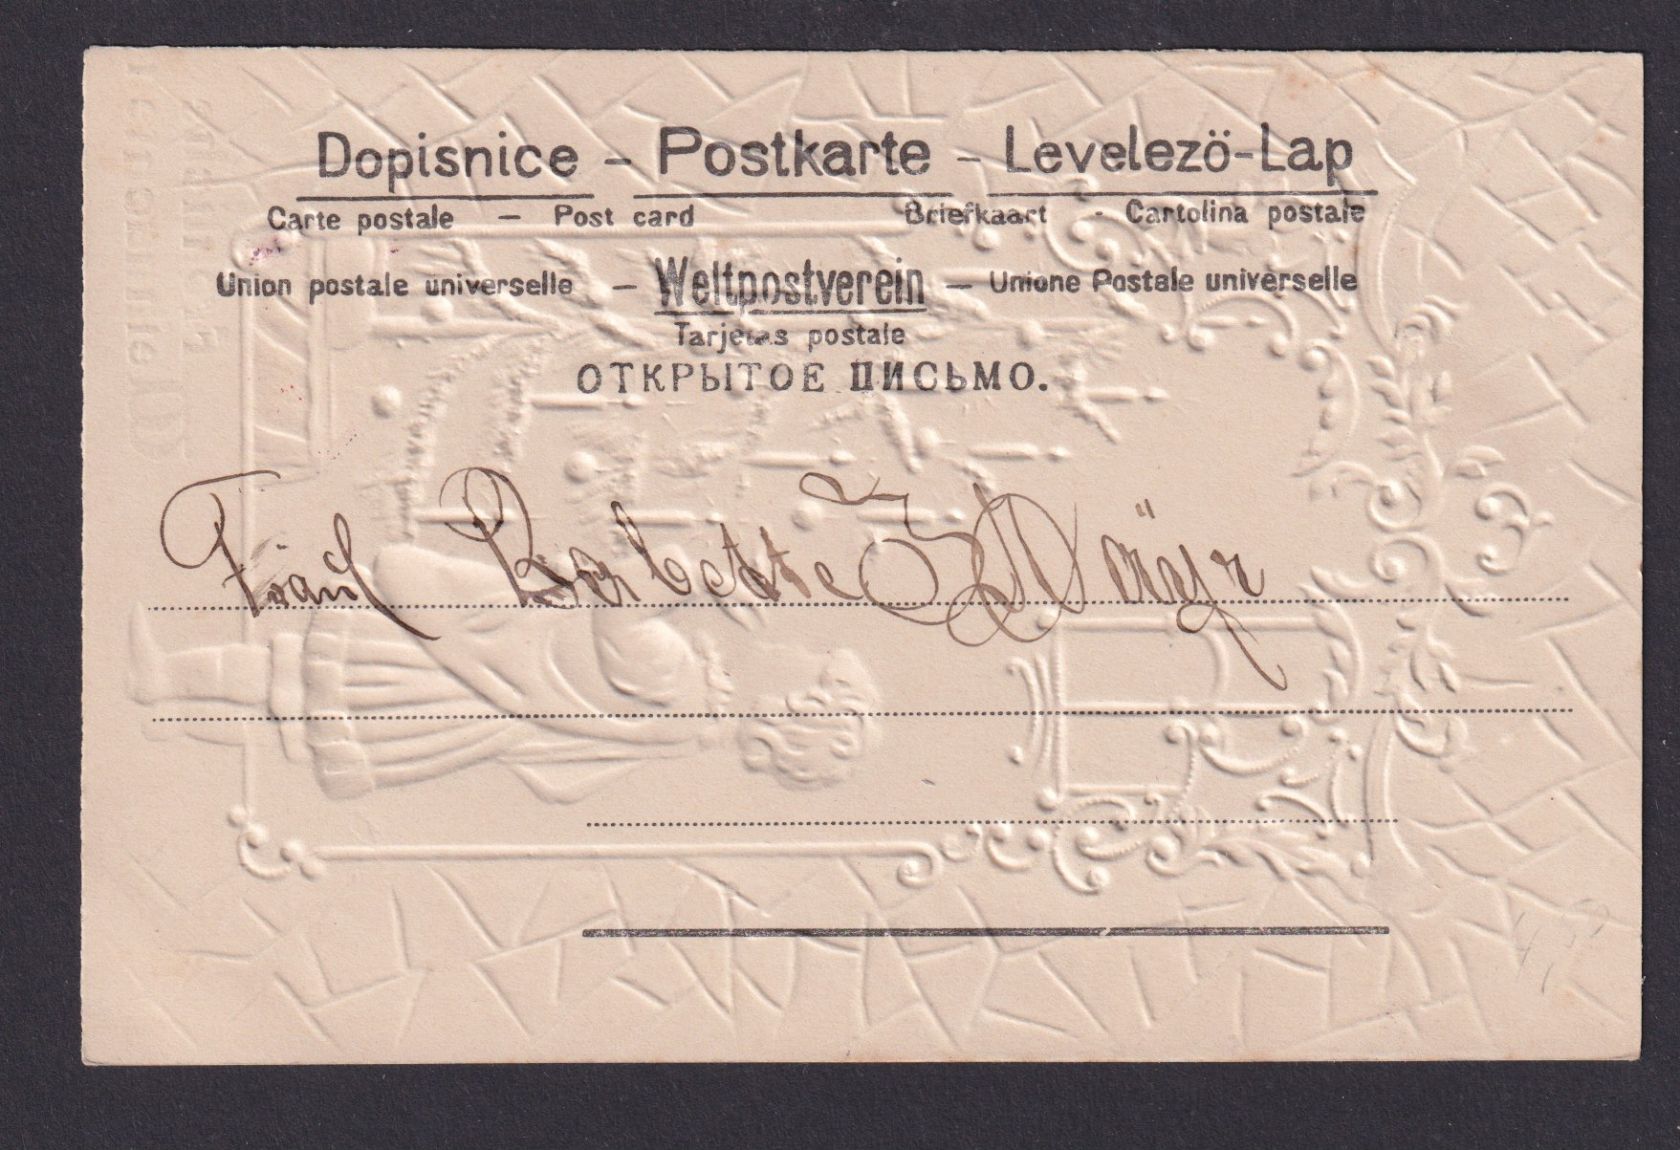 Dopisnice – Postkarte – Levelezö-Lap
Carte postale – Post card Briefkaart - Cartolina postale
Union postale universelle – Weltpostverein – Unione Postale universelle
Tarjetas postale
ОТКРЫТОЕ ПИСЬМО.
Babette Mäyr